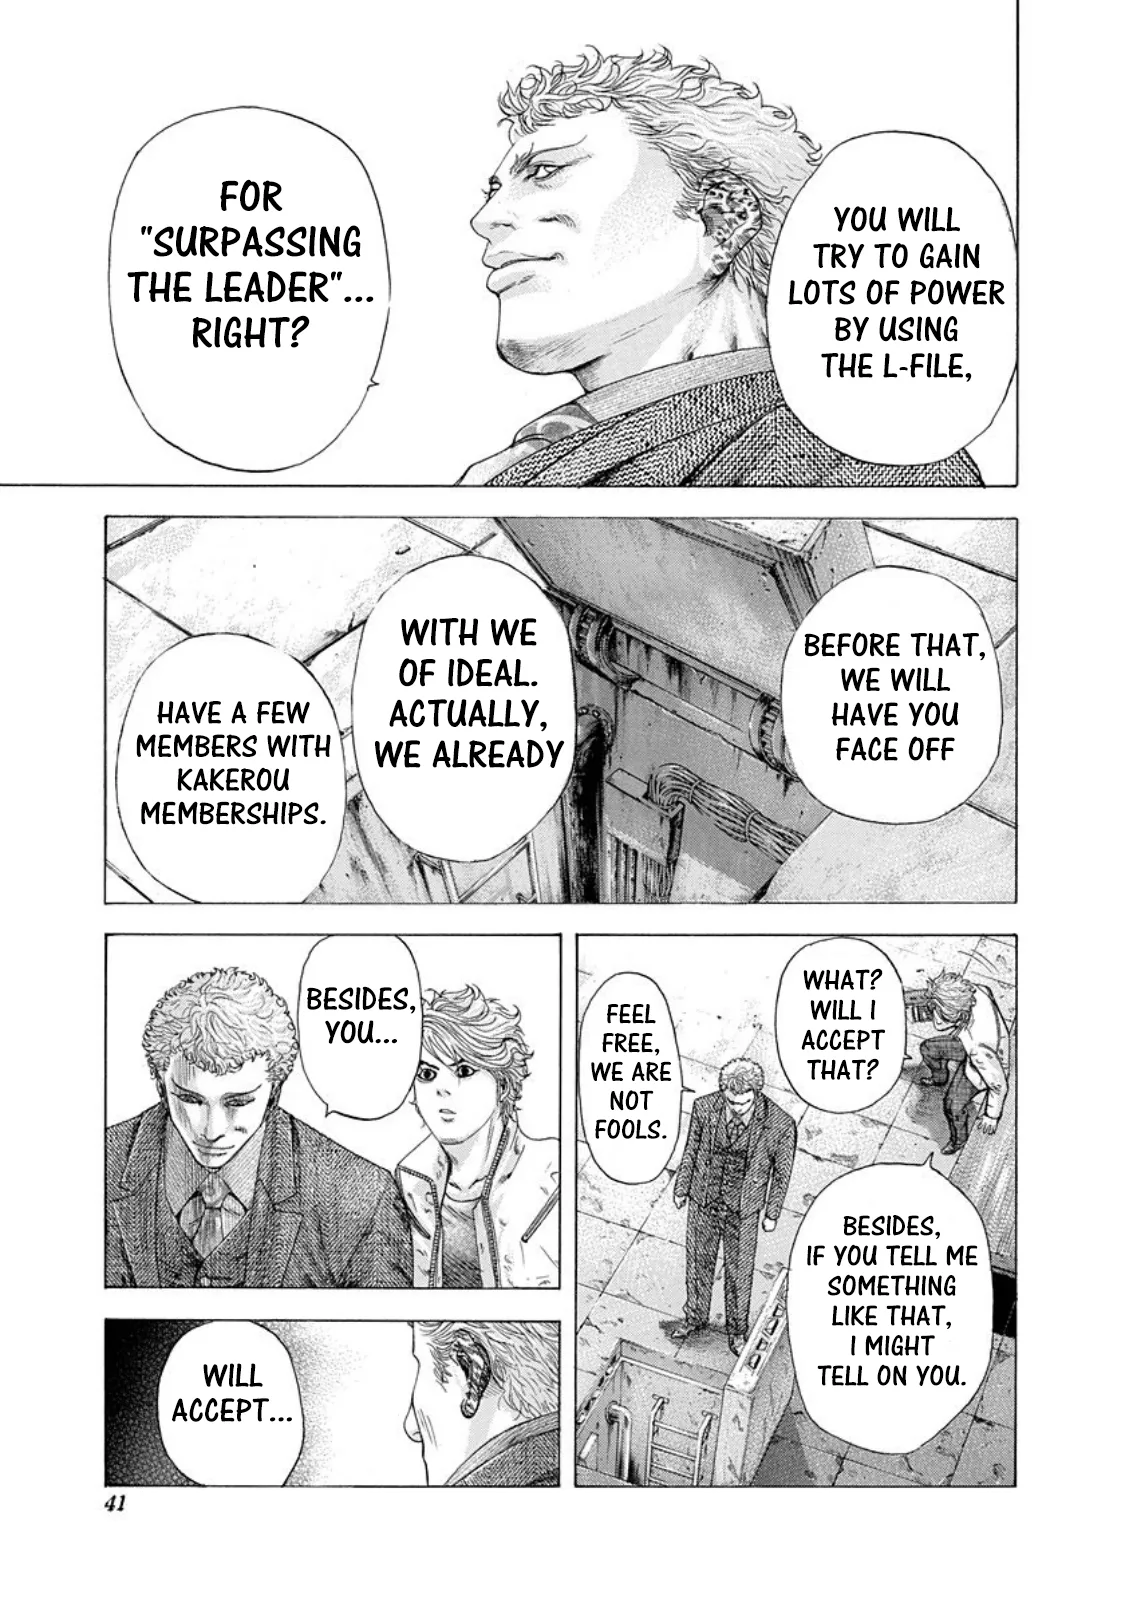 YOU WILL
TRY TO GAIN
LOTS OF POWER
BY USING
THE L-FILE,
FOR
"SURPASSING
THE LEADER"...
RIGHT?
BEFORE THAT,
WE WILL
HAVE YOU
FACE OFF
WITH WE
OF IDEAL.
ACTUALLY,
WE ALREADY
HAVE A FEW
MEMBERS WITH
KAKEROU
MEMBERSHIPS.
WHAT?
WILL I
ACCEPT
THAT?
BESIDES,
IF YOU TELL ME
SOMETHING
LIKE THAT,
I MIGHT
TELL ON YOU.
FEEL
FREE,
WE ARE
NOT
FOOLS.
BESIDES,
YOU...
WILL
ACCEPT...
41